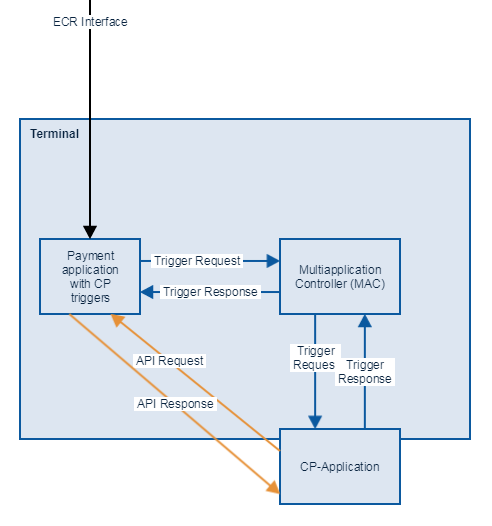 ECR Interface
Terminal
Payment
application
with CP
triggers
Trigger Request
Trigger Response
Multiapplication
Controller (MAC)
Trigger
Reques
Trigger
Response
API Request
API Response
CP-Application